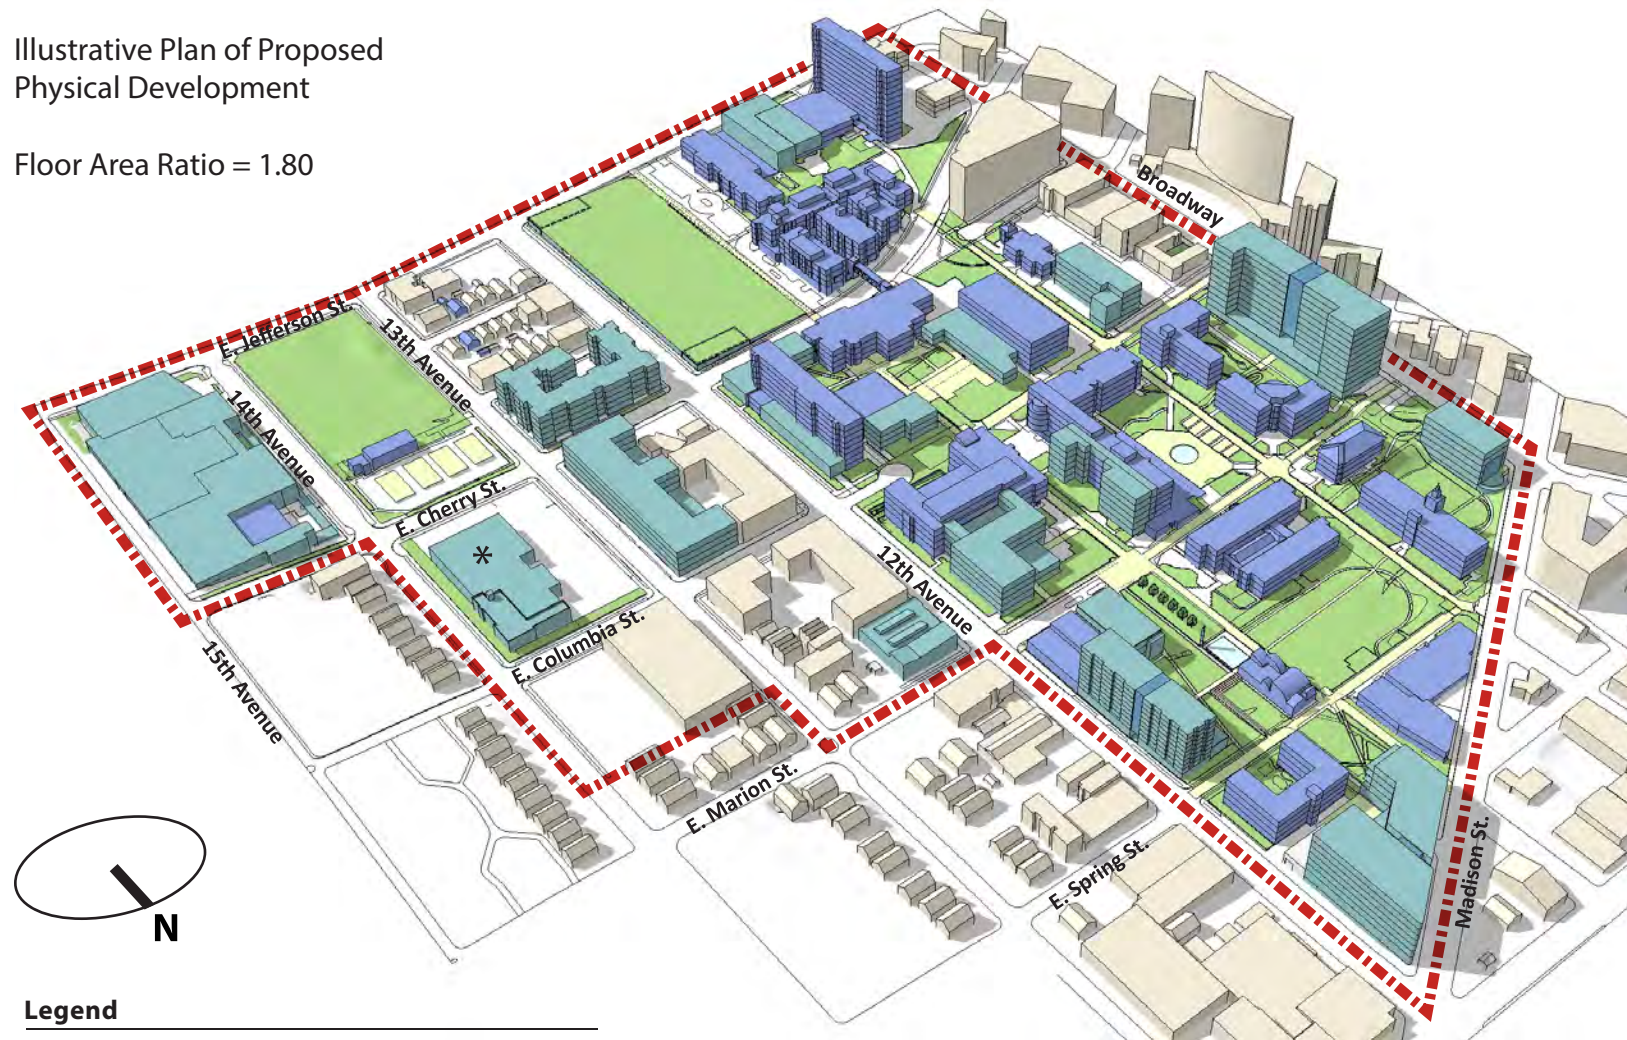 Illustrative Plan of Proposed
Physical Development
Floor Area Ratio = 1.80
Broadway
E. Jefferson St.
13th Avenue
14th Avenue
E. Cherry St.
*
12th Avenue
E. Columbia St.
15th Avenue
E. Marion St.
E. Spring St.
Madison St.
N
Legend